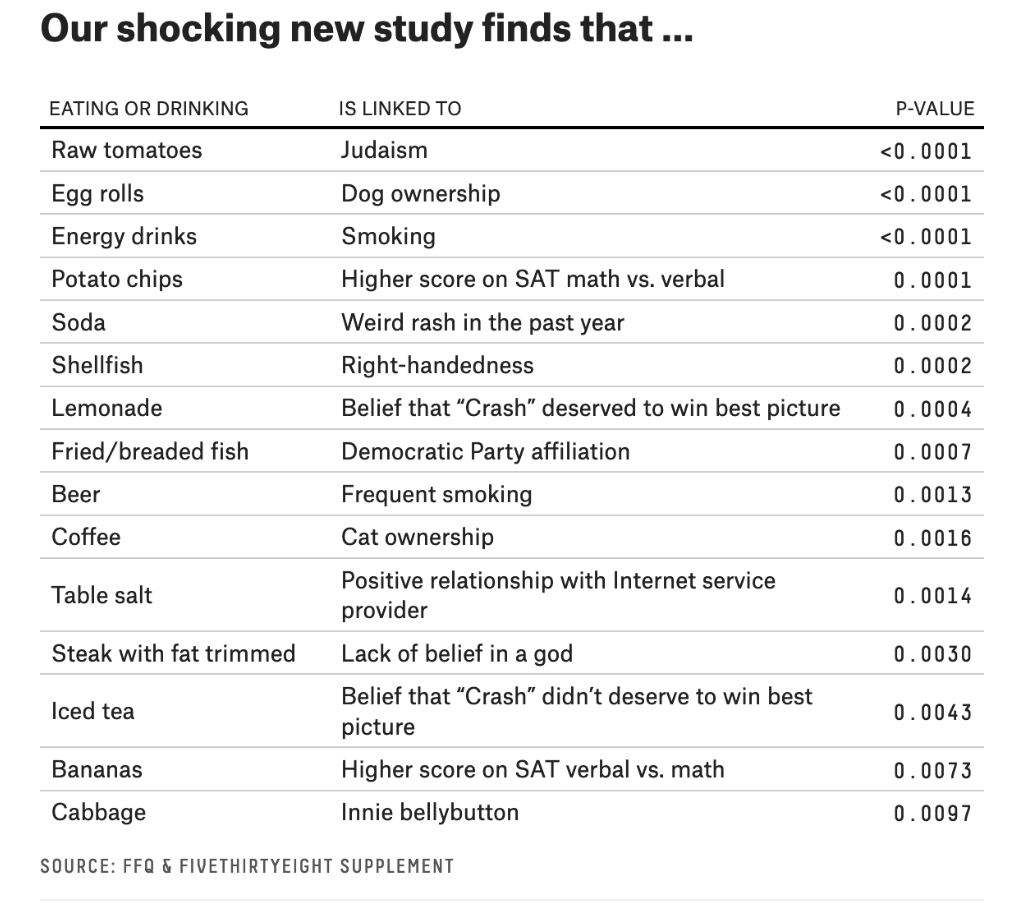 Our shocking new study finds that ...
EATING OR DRINKING IS LINKED TO P-VALUE
Raw tomatoes Judaism <0.0001
Egg rolls Dog ownership <0.0001
Energy drinks Smoking <0.0001
Potato chips Higher score on SAT math vs. verbal 0.0001
Soda Weird rash in the past year 0.0002
Shellfish Right-handedness 0.0002
Lemonade Belief that “Crash” deserved to win best picture 0.0004
Fried/breaded fish Democratic Party affiliation 0.0007
Beer Frequent smoking 0.0013
Coffee Cat ownership 0.0016
Table salt Positive relationship with Internet service
provider 0.0014
Steak with fat trimmed Lack of belief in a god 0.0030
Iced tea Belief that “Crash” didn’t deserve to win best
picture 0.0043
Bananas Higher score on SAT verbal vs. math 0.0073
Cabbage Innie bellybutton 0.0097
SOURCE: FFQ & FIVETHIRTYEIGHT SUPPLEMENT